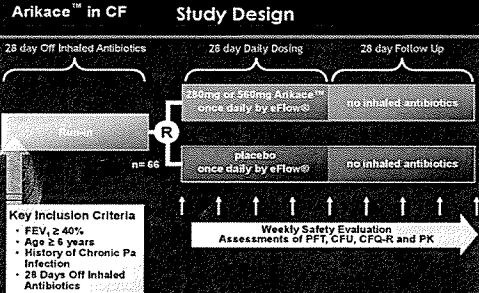 Arikace™ in CF
Study Design
28 day Off Inhaled Antibiotics
28 day Daily Dosing
28 day Follow Up
280mg or 560mg Arikace™
once daily by eFlow®
no inhaled antibiotics
Run-in
R
n= 66
placebo
once daily by eFlow®
no inhaled antibiotics
Key Inclusion Criteria
• FEV₁ ≥ 40%
• Age ≥ 6 years
• History of Chronic Pa
Infection
• 28 Days Off Inhaled
Antibiotics
Weekly Safety Evaluation
Assessments of PFT, CFU, CFQ-R and PK